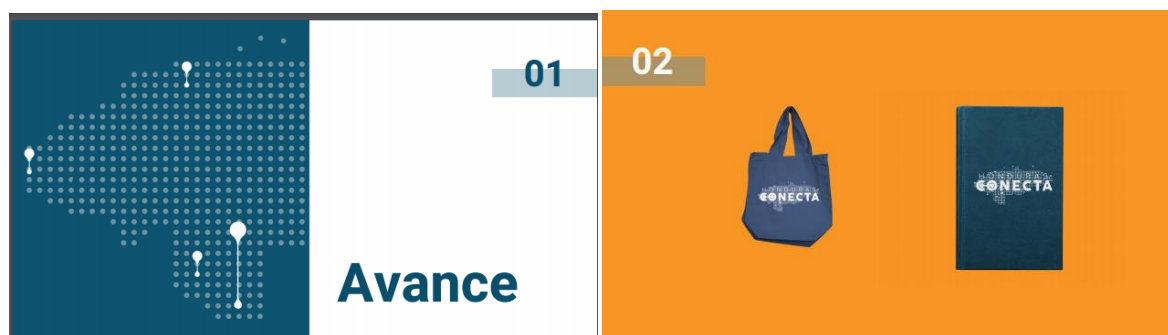 01
Avance
02
HONDURAS
CONECTA
HONDURAS
CONECTA